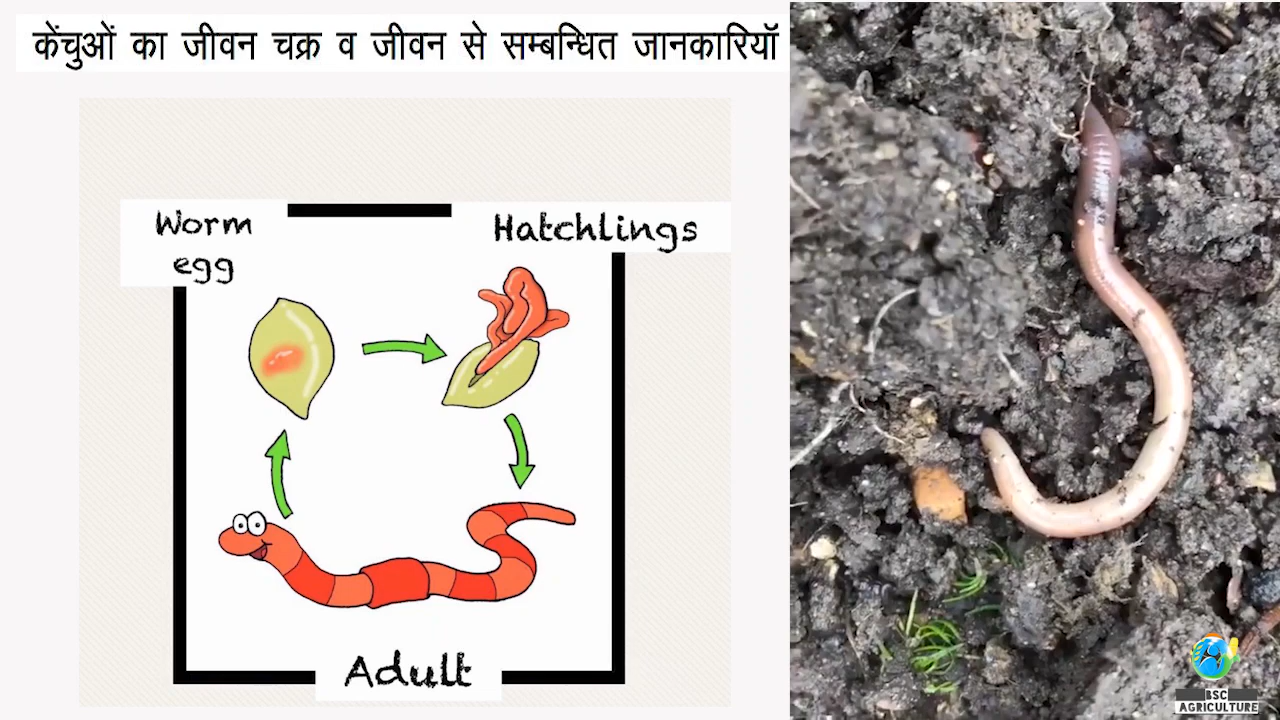 केंचुओं का जीवन चक्र व जीवन से सम्बन्धित जानकारियॉ
Worm
egg
Hatchlings
Adult
BSC
AGRICULTURE